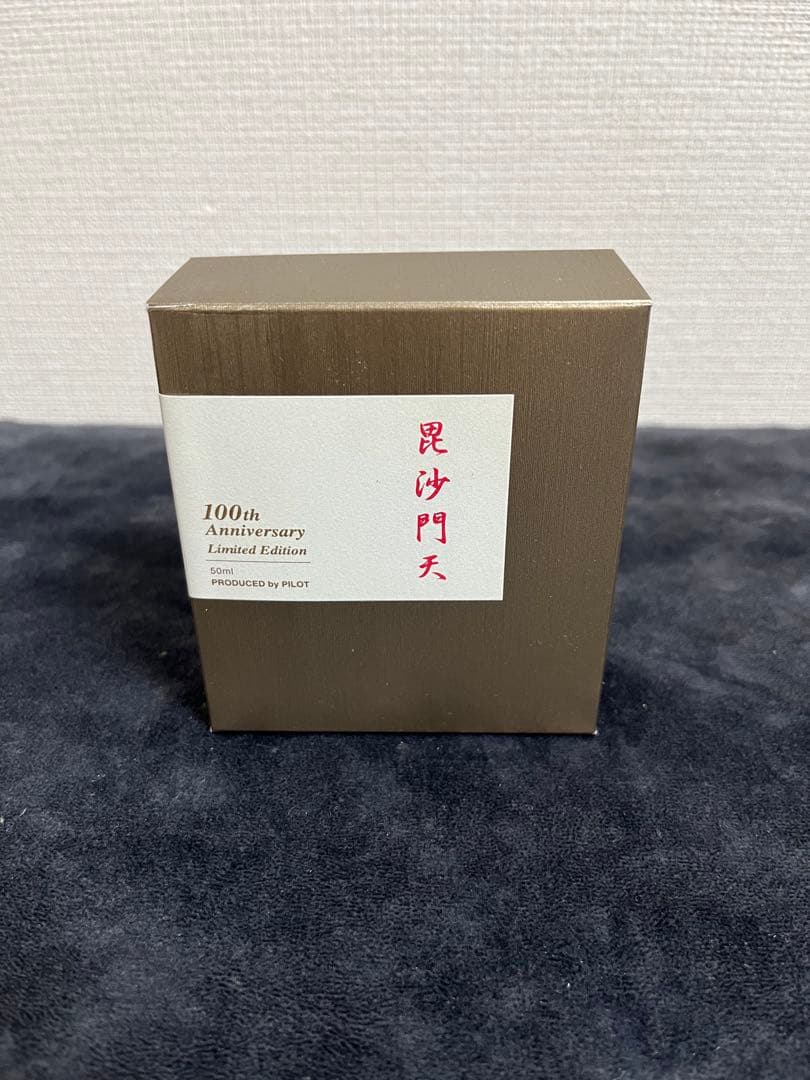 毘沙門天
100th
Anniversary
Limited Edition
50ml
PRODUCED by PILOT